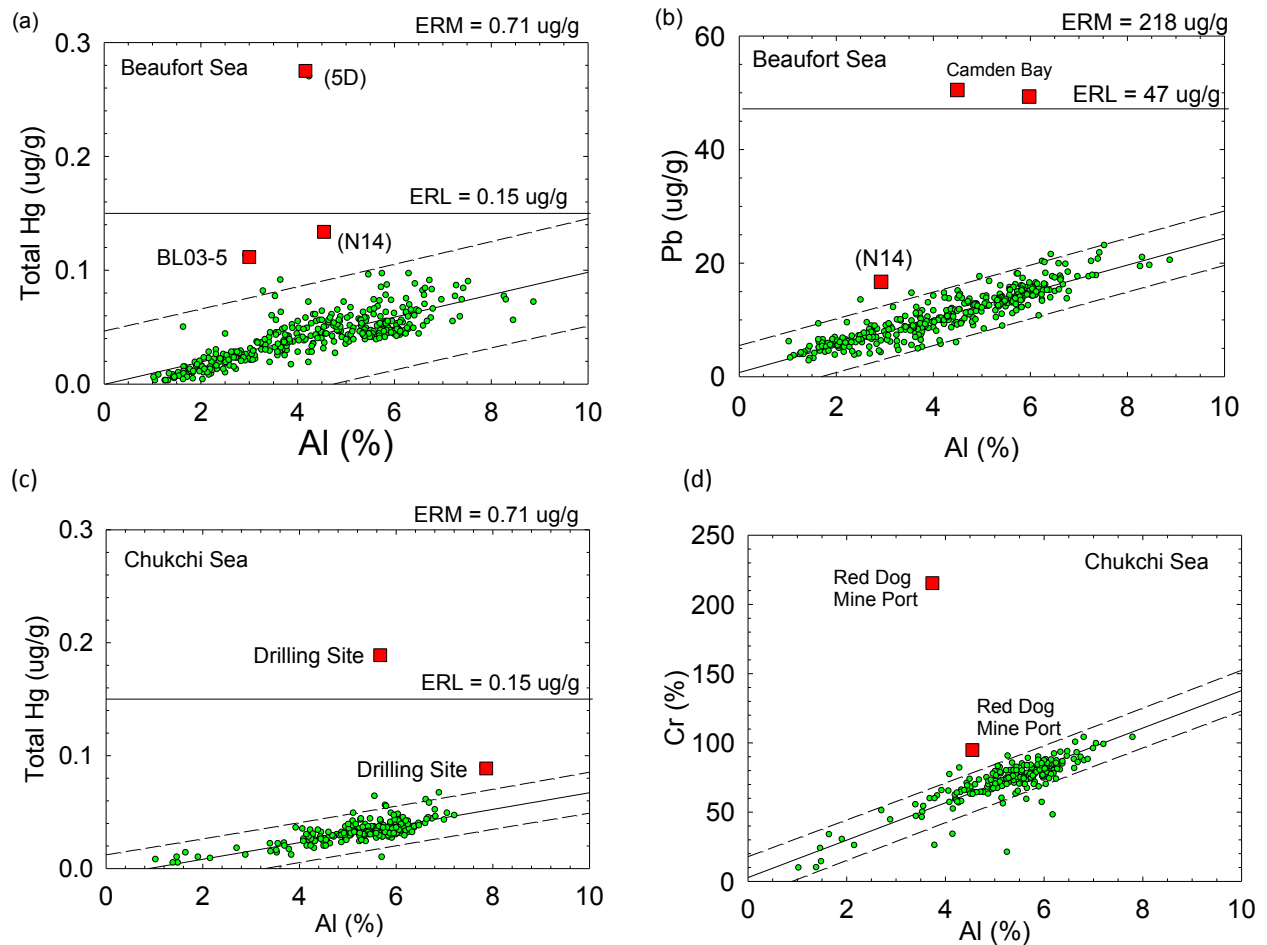 (a)
ERM = 0.71 ug/g
0.3
Beaufort Sea
(5D)
0.2
ERL = 0.15 ug/g
BL03-5
(N14)
0.1
0.0
Total Hg (ug/g)
0 2 4 6 8 10
Al (%)
(b)
ERM = 218 ug/g
60
Beaufort Sea
Camden Bay
ERL = 47 ug/g
40
(N14)
20
0
Pb (ug/g)
0 2 4 6 8 10
Al (%)
(c)
ERM = 0.71 ug/g
0.3
Chukchi Sea
0.2
Drilling Site
ERL = 0.15 ug/g
0.1
Drilling Site
0.0
Total Hg (ug/g)
0 2 4 6 8 10
Al (%)
(d)
250
Chukchi Sea
Red Dog
Mine Port
200
150
Red Dog
Mine Port
100
50
0
Cr (%)
0 2 4 6 8 10
Al (%)